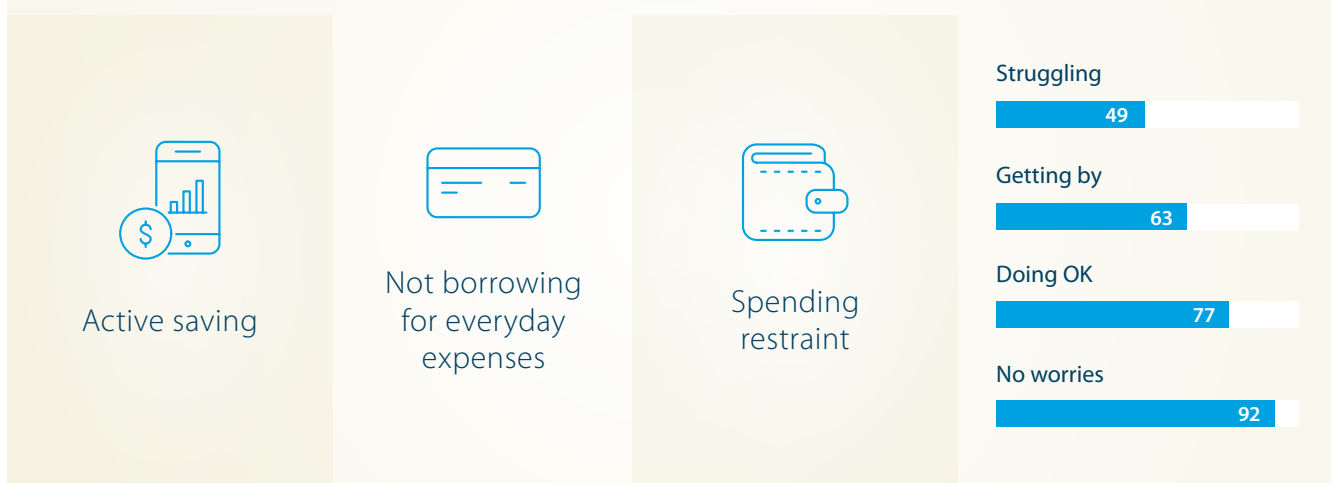 $
Active saving
Not borrowing
for everyday
expenses
Spending
restraint
Struggling
49
Getting by
63
Doing OK
77
No worries
92